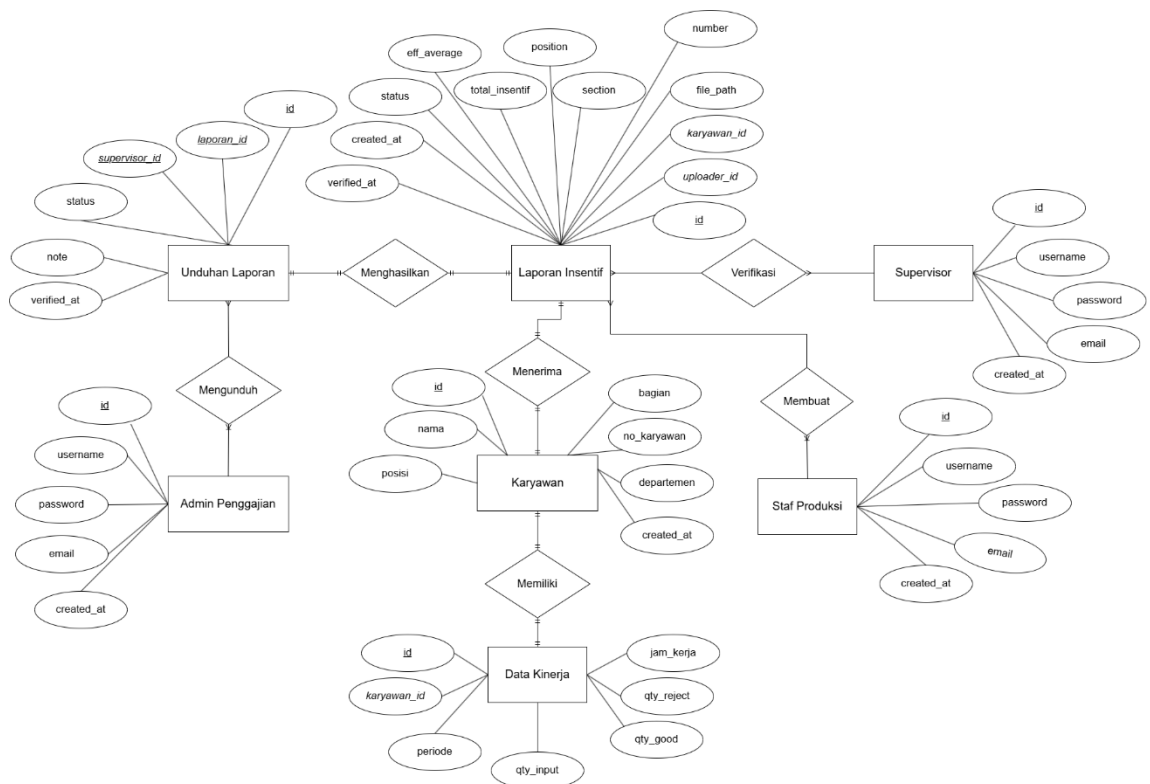 number
position
eff_average
total_insentif
section
file_path
status
id
laporan_id
created_at
karyawan_id
supervisor_id
verified_at
uploader_id
status
id
id
note
Unduhan Laporan
Menghasilkan
Laporan Insentif
Verifikasi
Supervisor
username
verified_at
password
email
created_at
Mengunduh
Menerima
Membuat
id
id
bagian
id
nama
no_karyawan
username
username
posisi
Karyawan
departemen
password
Admin Penggajian
Staf Produksi
password
created_at
email
email
created_at
Memiliki
created_at
id
jam_kerja
Data Kinerja
karyawan_id
qty_reject
periode
qty_good
qty_input